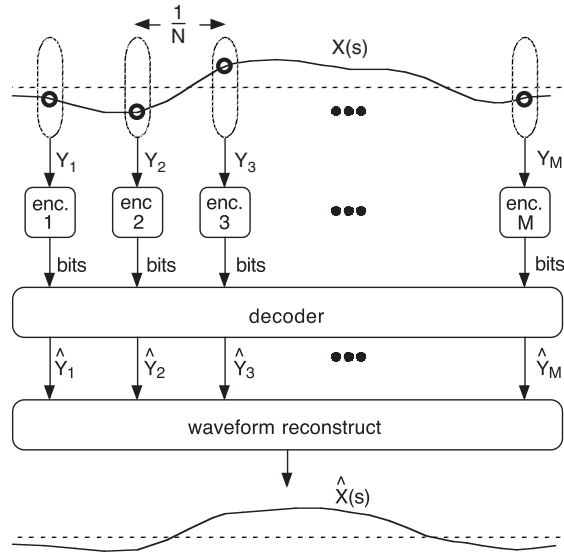 1
N
X(s)
Y1 Y2 Y3 YM
enc. 1 enc 2 enc. 3 enc. M
bits bits bits bits
decoder
Ŷ1 Ŷ2 Ŷ3 ŶM
waveform reconstruct
X̂(s)